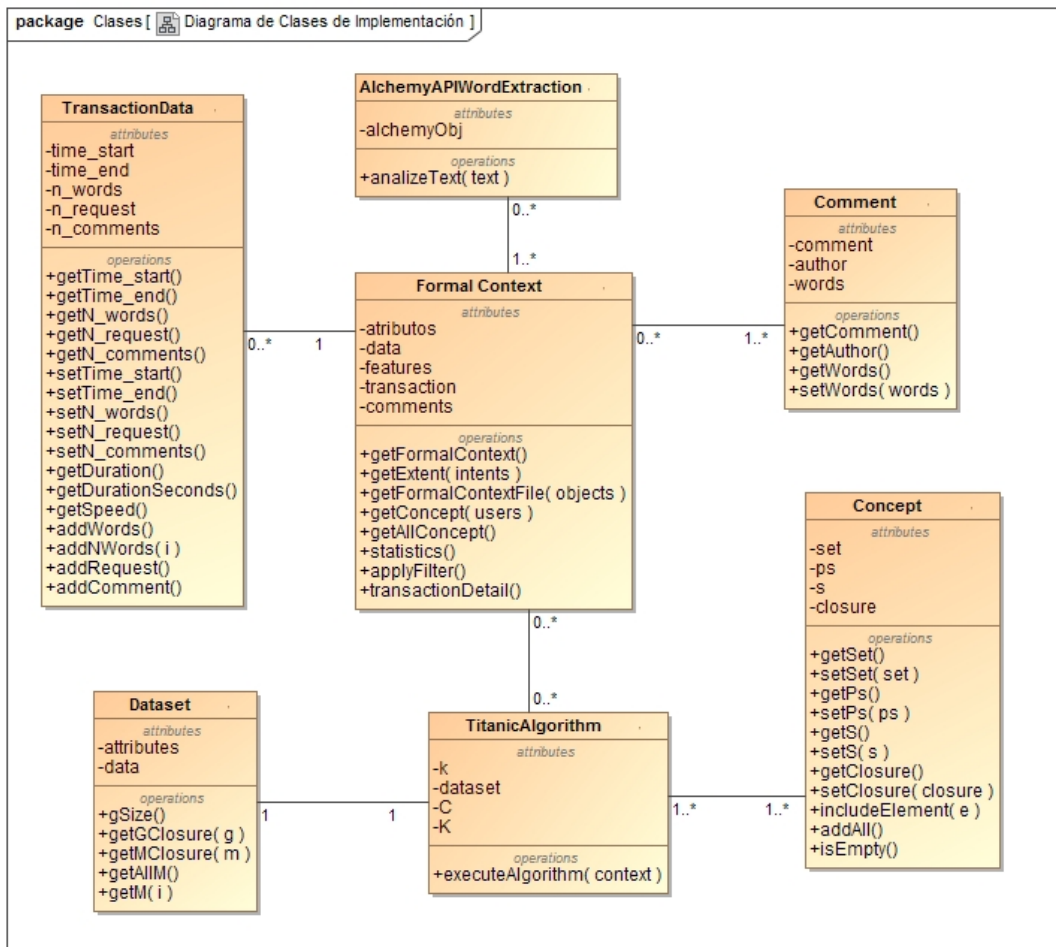 package Clases [ Diagrama de Clases de Implementación ]
TransactionData
attributes
-time_start
-time_end
-n_words
-n_request
-n_comments
operations
+getTime_start()
+getTime_end()
+getN_words()
+getN_request()
+getN_comments()
+setTime_start()
+setTime_end()
+setN_words()
+setN_request()
+setN_comments()
+getDuration()
+getDurationSeconds()
+getSpeed()
+addWords()
+addNWords( i )
+addRequest()
+addComment()
AlchemyAPIWordExtraction
attributes
-alchemyObj
operations
+analizeText( text )
0..*
1..*
Formal Context
attributes
-atributos
-data
-features
-transaction
-comments
operations
+getFormalContext()
+getExtent( intents )
+getFormalContextFile( objects )
+getConcept( users )
+getAllConcept()
+statistics()
+applyFilter()
+transactionDetail()
0..*
1
0..*
1..*
Comment
attributes
-comment
-author
-words
operations
+getComment()
+getAuthor()
+getWords()
+setWords( words )
0..*
0..*
Dataset
attributes
-attributes
-data
operations
+gSize()
+getGClosure( g )
+getMClosure( m )
+getAllM()
+getM( i )
1
1
TitanicAlgorithm
attributes
-k
-dataset
-C
-K
operations
+executeAlgorithm( context )
1..*
1..*
Concept
attributes
-set
-ps
-s
-closure
operations
+getSet()
+setSet( set )
+getPs()
+setPs( ps )
+getS()
+setS( s )
+getClosure()
+setClosure( closure )
+includeElement( e )
+addAll()
+isEmpty()